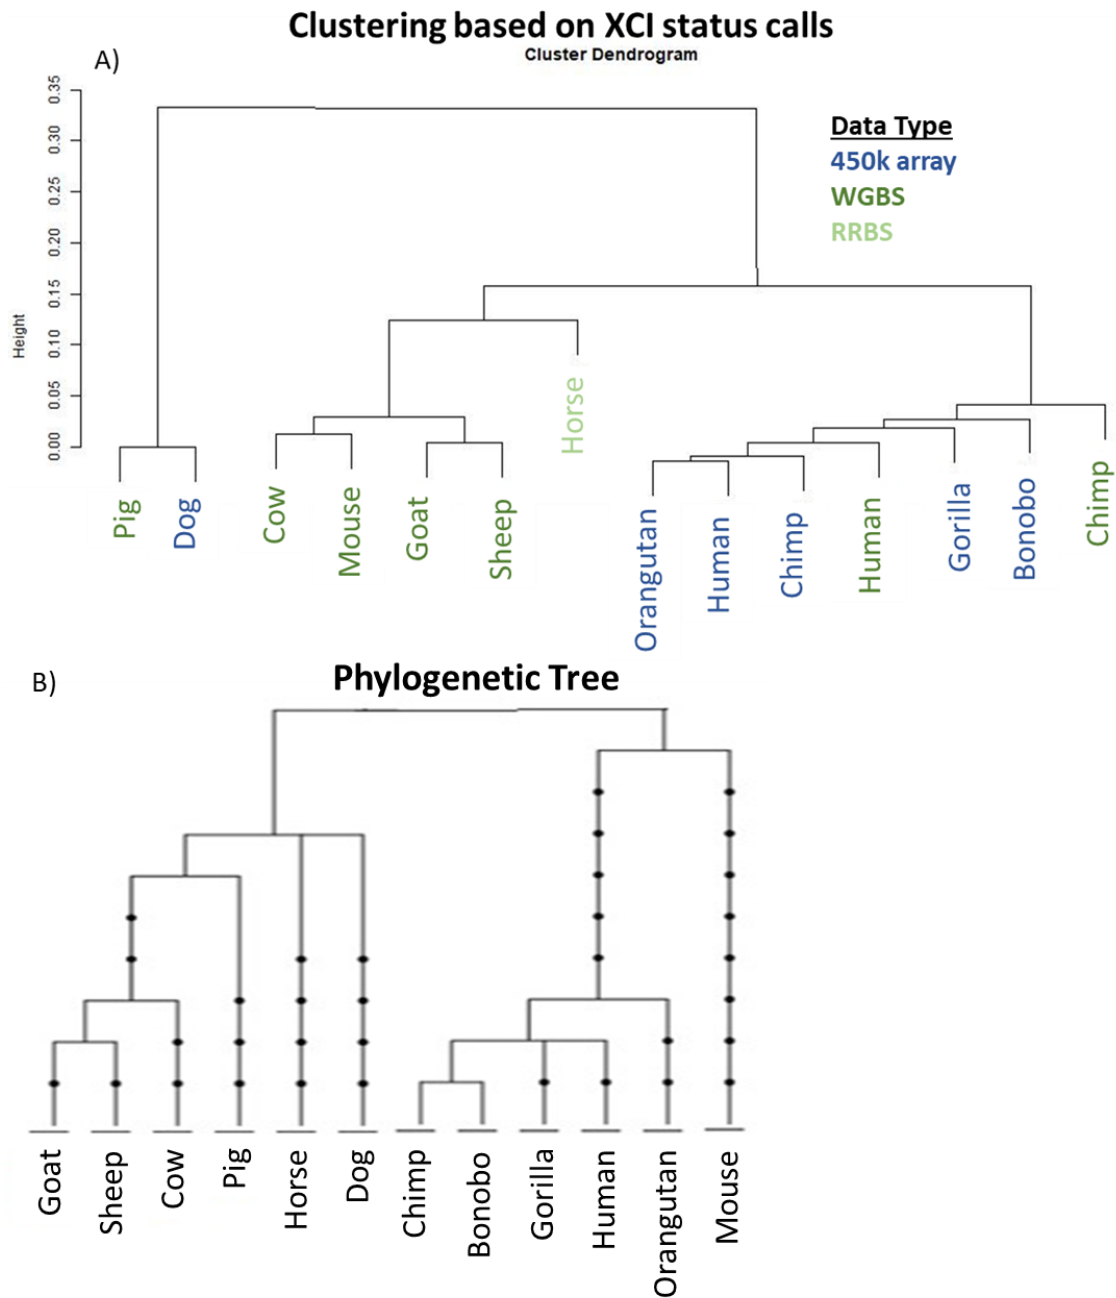 Clustering based on XCI status calls
Cluster Dendrogram
A)
Data Type
450k array
WGBS
RRBS
Height
0.35
0.30
0.25
0.20
0.15
0.10
0.05
0.00
Pig
Dog
Cow
Mouse
Goat
Sheep
Horse
Orangutan
Human
Chimp
Human
Gorilla
Bonobo
Chimp
B)
Phylogenetic Tree
Goat
Sheep
Cow
Pig
Horse
Dog
Chimp
Bonobo
Gorilla
Human
Orangutan
Mouse